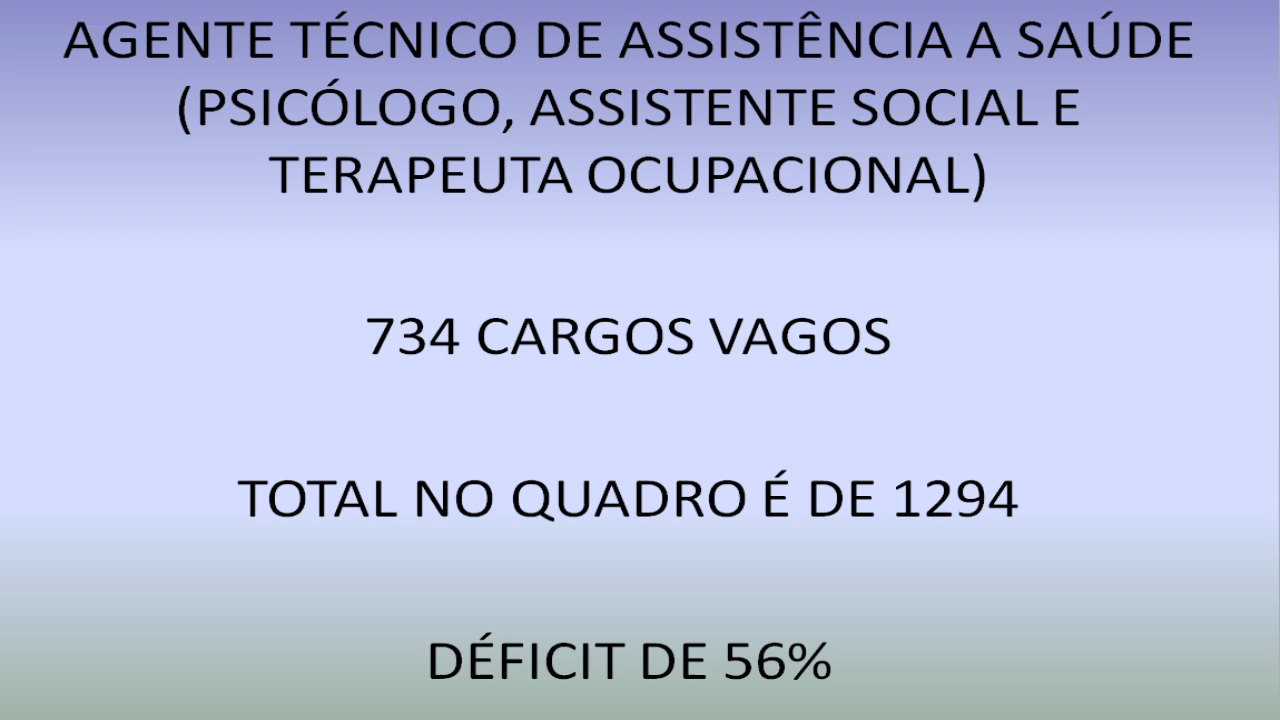 AGENTE TÉCNICO DE ASSISTÊNCIA A SAÚDE
(PSICÓLOGO, ASSISTENTE SOCIAL E
TERAPEUTA OCUPACIONAL)
734 CARGOS VAGOS
TOTAL NO QUADRO É DE 1294
DÉFICIT DE 56%